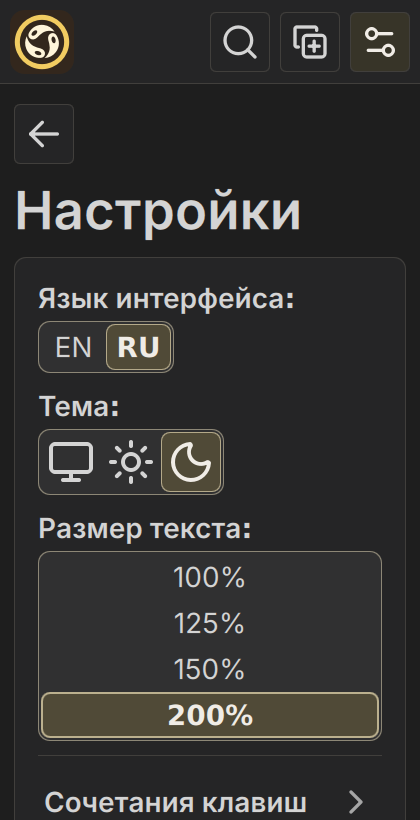 Настройки
Язык интерфейса:
EN RU
Тема:
Размер текста:
100%
125%
150%
200%
Сочетания клавиш